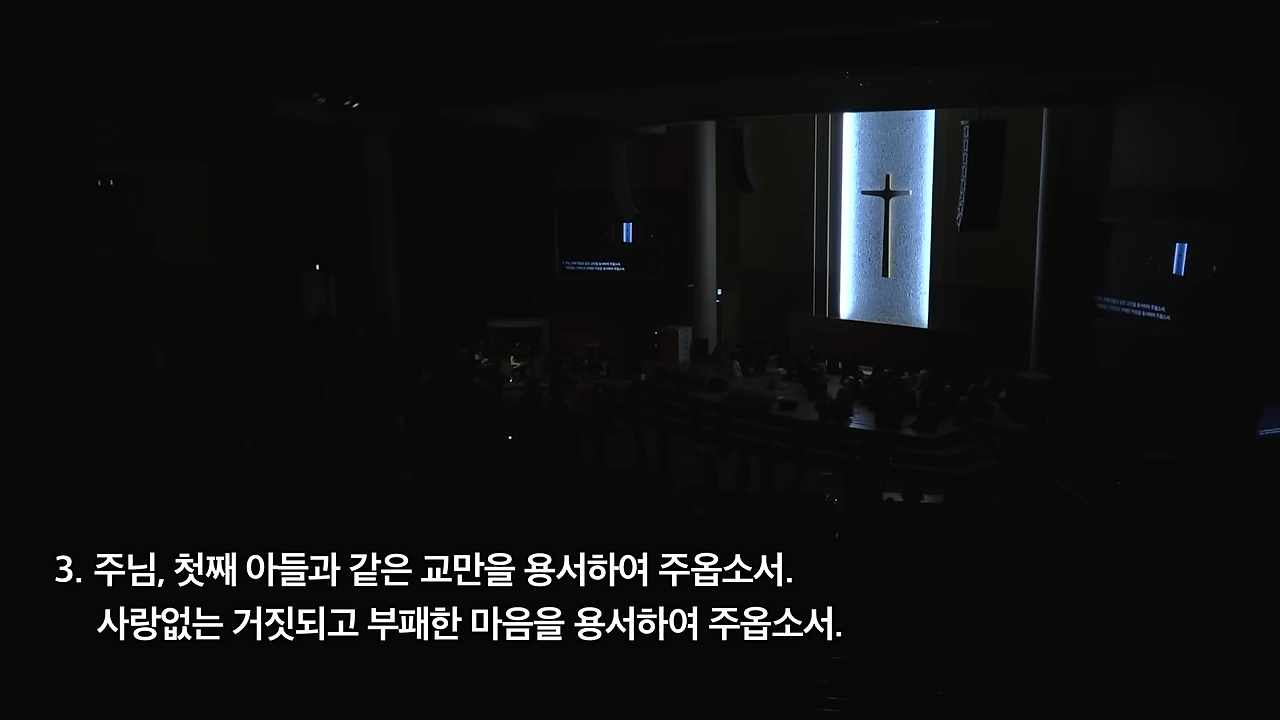 3. 주님, 첫째 아들과 같은 교만을 용서하여 주옵소서.
사랑없는 거짓되고 부패한 마음을 용서하여 주옵소서.